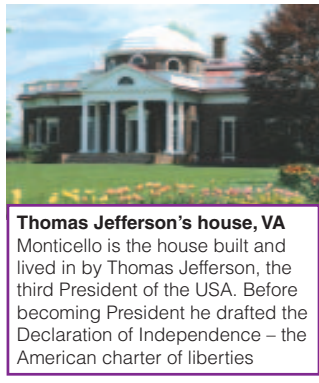 Thomas Jefferson's house, VA
Monticello is the house built and
lived in by Thomas Jefferson, the
third President of the USA. Before
becoming President he drafted the
Declaration of Independence – the
American charter of liberties